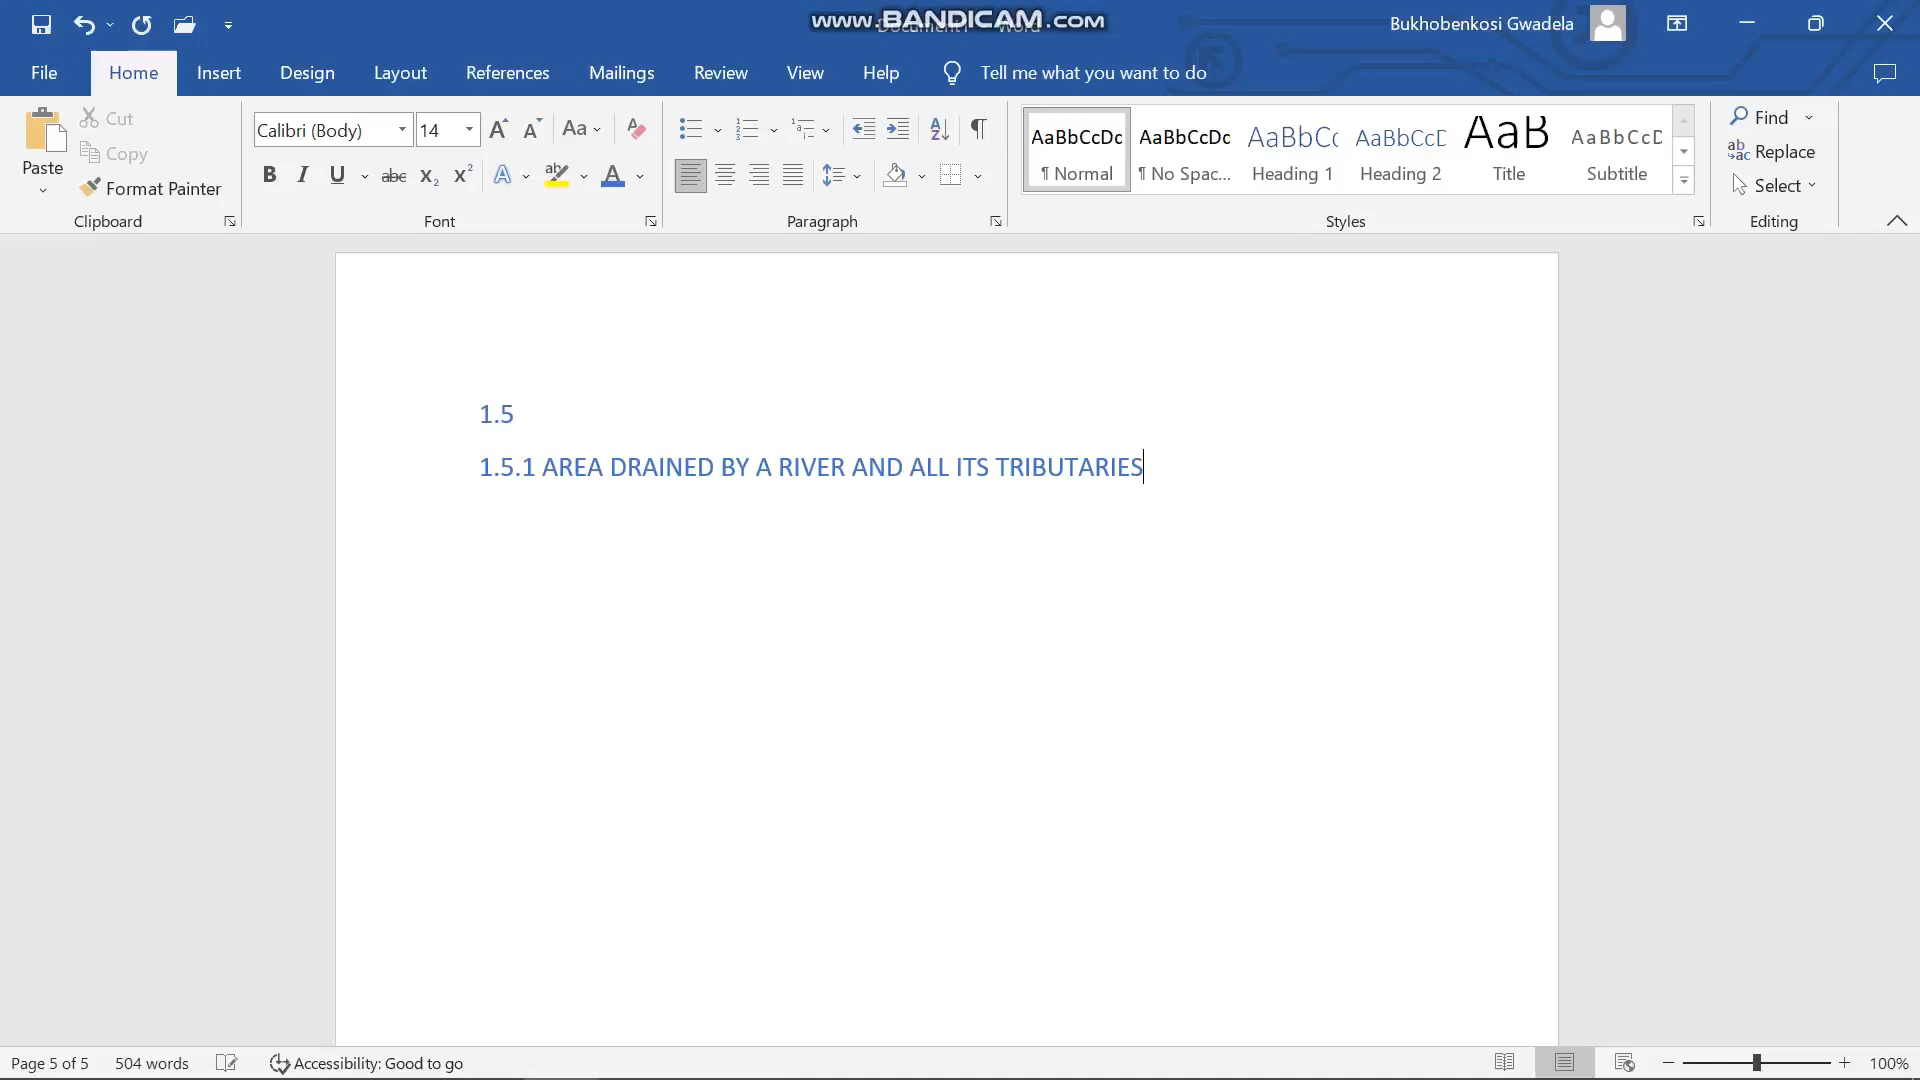 www.BANDICAM.COM
Bukhobenkosi Gwadela
File Home Insert Design Layout References Mailings Review View Help Tell me what you want to do
Paste
Cut
Copy
Format Painter
Clipboard
Calibri (Body) 14 Aa
B I U abc X₂ X² A ab A
Font
Paragraph
AaBbCcDc AaBbCcDc AaBbCc AaBbCcD AaB AaBbCcD
¶ Normal ¶ No Spac... Heading 1 Heading 2 Title Subtitle
Styles
Find
Replace
Select
Editing
1.5
1.5.1 AREA DRAINED BY A RIVER AND ALL ITS TRIBUTARIES
Page 5 of 5 504 words Accessibility: Good to go 100%